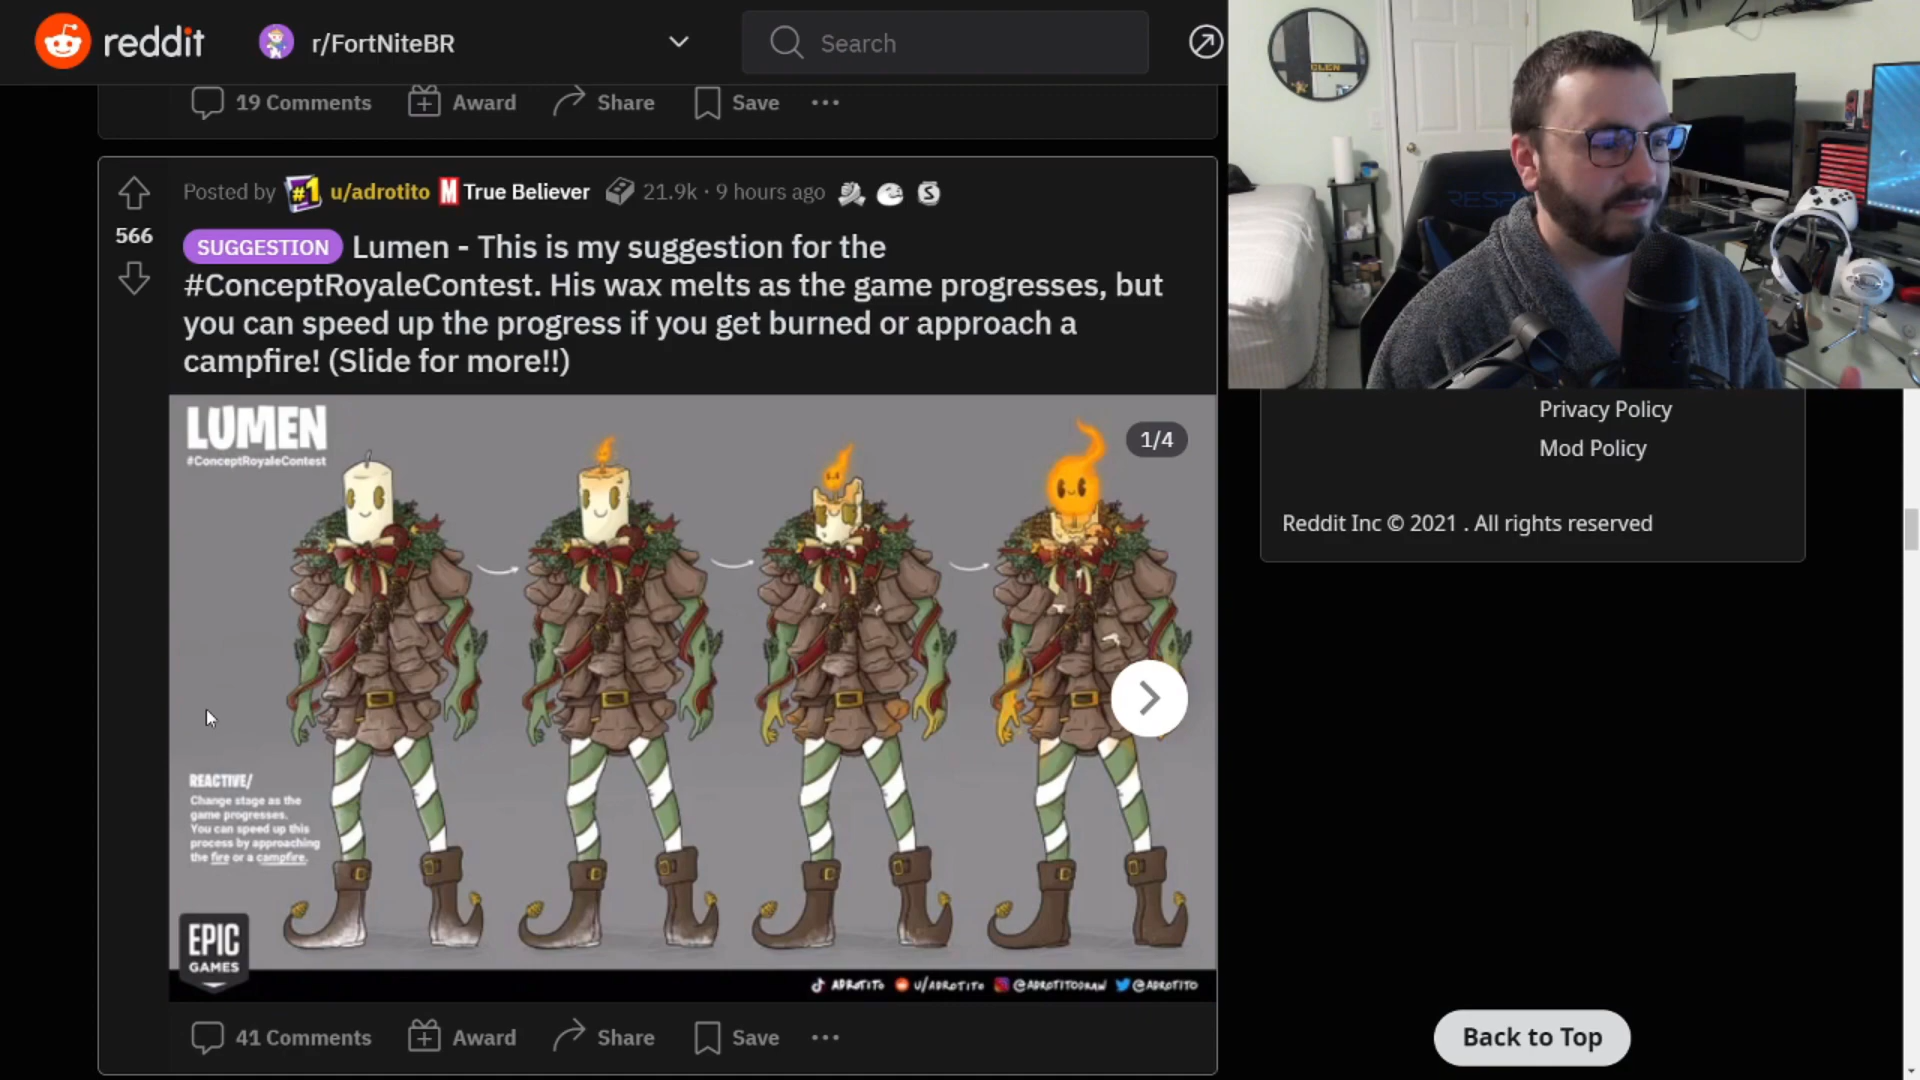 reddit r/FortNiteBR Search
19 Comments Award Share Save
Posted by #1 u/adrotito M True Believer 21.9k · 9 hours ago
566
SUGGESTION Lumen - This is my suggestion for the
#ConceptRoyaleContest. His wax melts as the game progresses, but
you can speed up the progress if you get burned or approach a
campfire! (Slide for more!!)
LUMEN
#ConceptRoyaleContest
1/4
REACTIVE/
Change stage as the
game progresses.
You can speed up this
process by approaching
the fire or a campfire.
EPIC
GAMES
ADROTITO U/ADROTITO @ADROTITODRAW @ADROTITO
41 Comments Award Share Save
Privacy Policy
Mod Policy
Reddit Inc © 2021 . All rights reserved
Back to Top